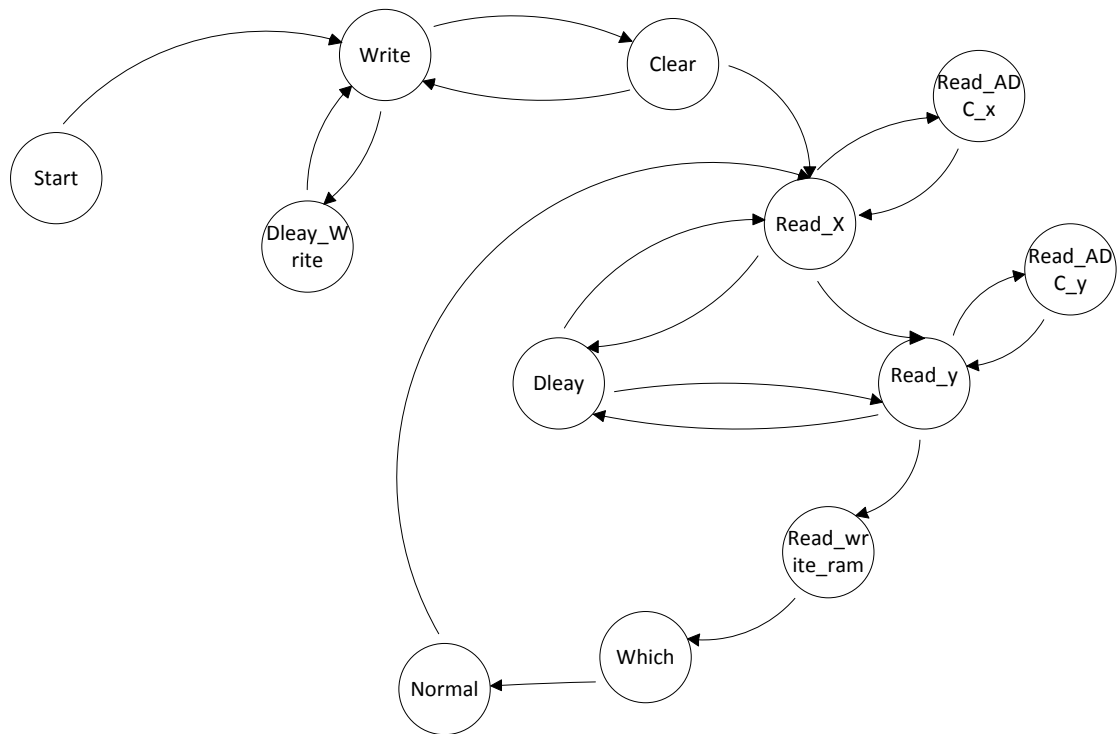 Write
Clear
Read_AD
C_x
Start
Read_X
Dleay_W
rite
Read_AD
C_y
Dleay
Read_y
Read_wr
ite_ram
Which
Normal